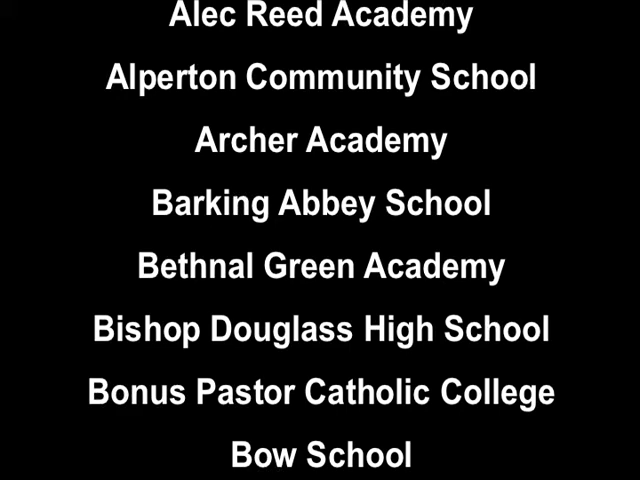 Alec Reed Academy
Alperton Community School
Archer Academy
Barking Abbey School
Bethnal Green Academy
Bishop Douglass High School
Bonus Pastor Catholic College
Bow School